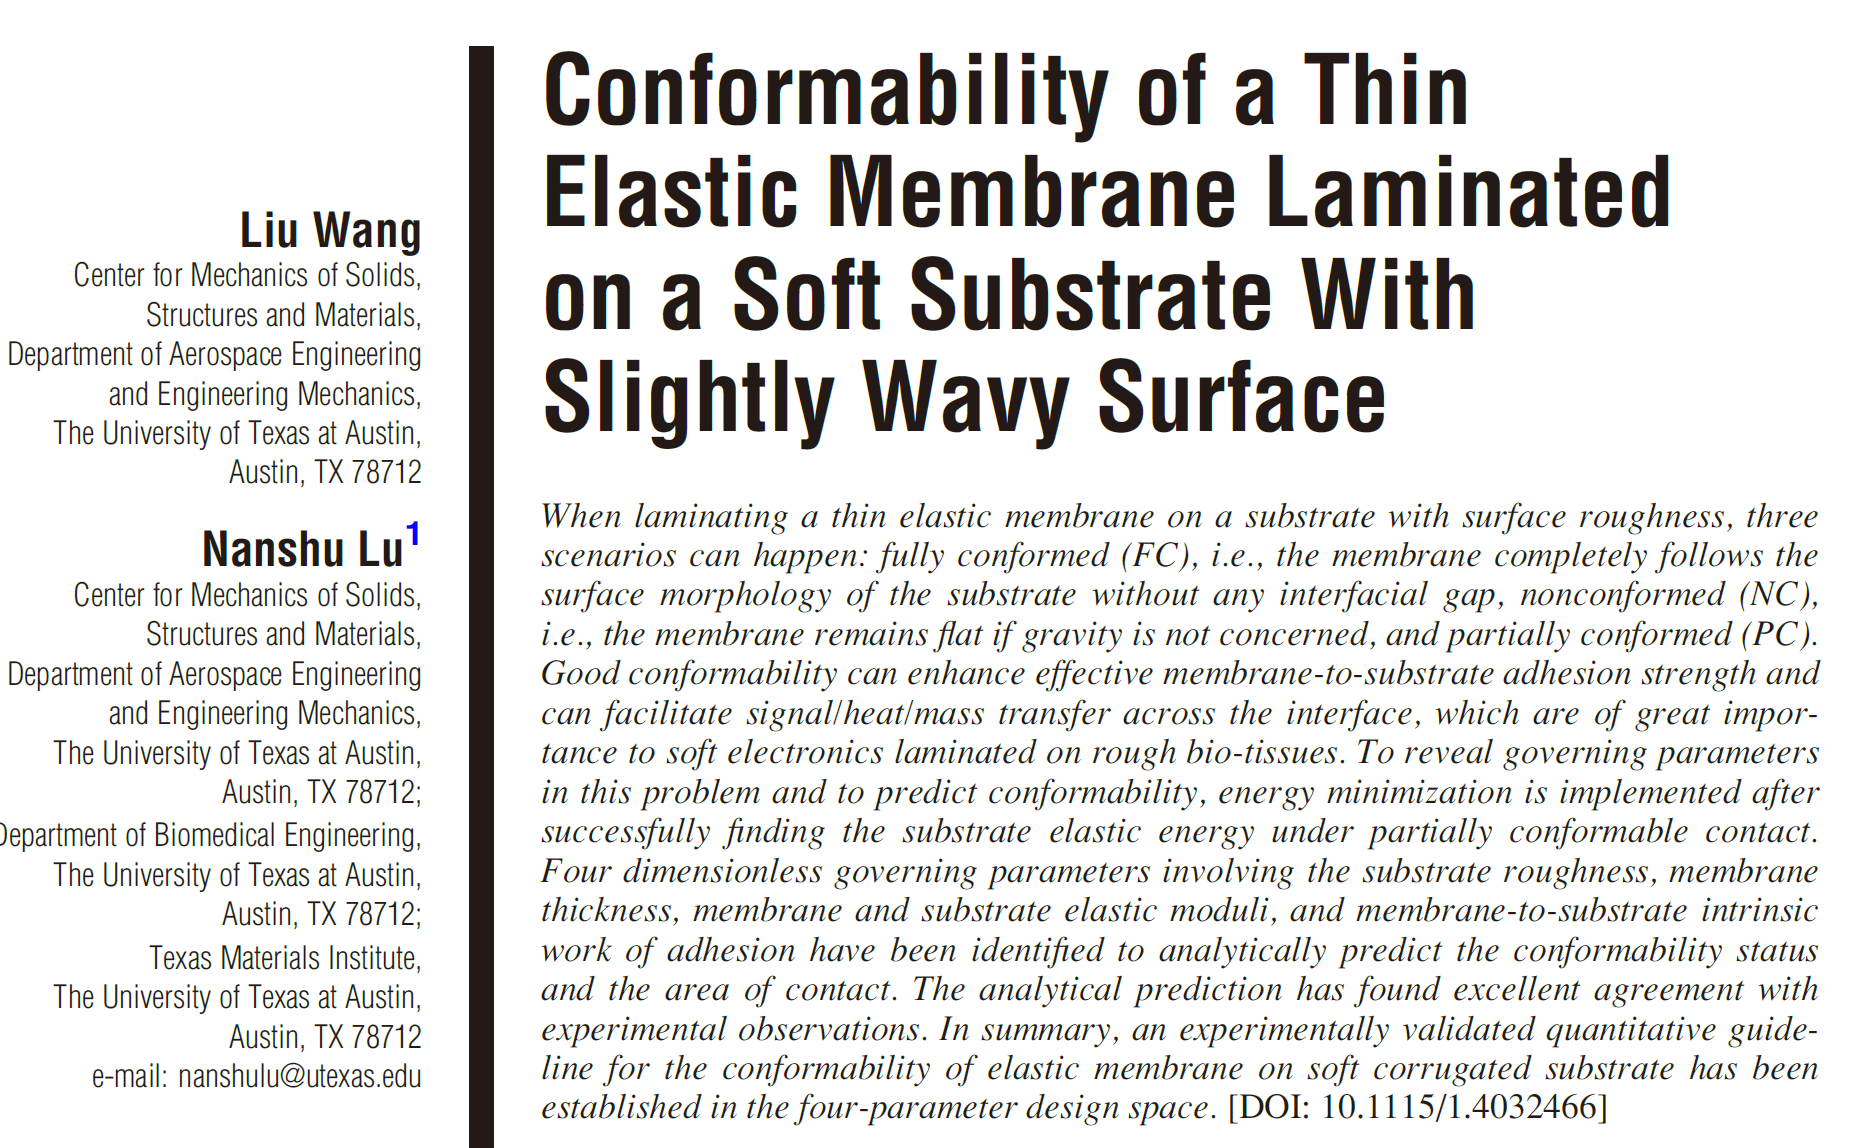 Conformability of a Thin
Elastic Membrane Laminated
on a Soft Substrate With
Slightly Wavy Surface
Liu Wang
Center for Mechanics of Solids,
Structures and Materials,
Department of Aerospace Engineering
and Engineering Mechanics,
The University of Texas at Austin,
Austin, TX 78712
Nanshu Lu1
Center for Mechanics of Solids,
Structures and Materials,
Department of Aerospace Engineering
and Engineering Mechanics,
The University of Texas at Austin,
Austin, TX 78712;
Department of Biomedical Engineering,
The University of Texas at Austin,
Austin, TX 78712;
Texas Materials Institute,
The University of Texas at Austin,
Austin, TX 78712
e-mail: nanshulu@utexas.edu
When laminating a thin elastic membrane on a substrate with surface roughness, three
scenarios can happen: fully conformed (FC), i.e., the membrane completely follows the
surface morphology of the substrate without any interfacial gap, nonconformed (NC),
i.e., the membrane remains flat if gravity is not concerned, and partially conformed (PC).
Good conformability can enhance effective membrane-to-substrate adhesion strength and
can facilitate signal/heat/mass transfer across the interface, which are of great impor-
tance to soft electronics laminated on rough bio-tissues. To reveal governing parameters
in this problem and to predict conformability, energy minimization is implemented after
successfully finding the substrate elastic energy under partially conformable contact.
Four dimensionless governing parameters involving the substrate roughness, membrane
thickness, membrane and substrate elastic moduli, and membrane-to-substrate intrinsic
work of adhesion have been identified to analytically predict the conformability status
and the area of contact. The analytical prediction has found excellent agreement with
experimental observations. In summary, an experimentally validated quantitative guide-
line for the conformability of elastic membrane on soft corrugated substrate has been
established in the four-parameter design space. [DOI: 10.1115/1.4032466]